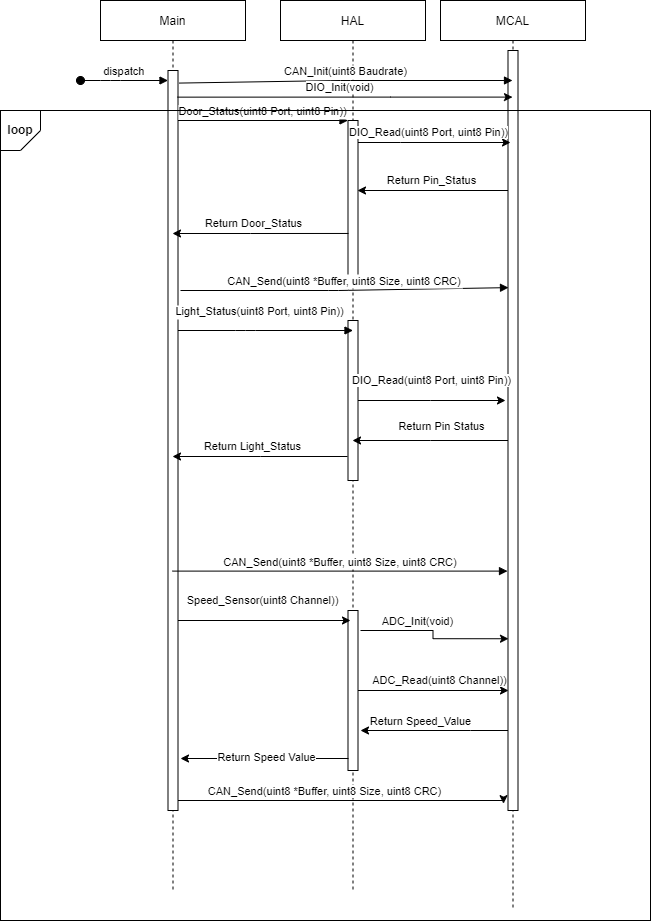 Main
HAL
MCAL
dispatch
CAN_Init(uint8 Baudrate)
DIO_Init(void)
Door_Status(uint8 Port, uint8 Pin))
loop
DIO_Read(uint8 Port, uint8 Pin))
Return Pin_Status
Return Door_Status
CAN_Send(uint8 *Buffer, uint8 Size, uint8 CRC)
Light_Status(uint8 Port, uint8 Pin))
DIO_Read(uint8 Port, uint8 Pin))
Return Pin Status
Return Light_Status
CAN_Send(uint8 *Buffer, uint8 Size, uint8 CRC)
Speed_Sensor(uint8 Channel))
ADC_Init(void)
ADC_Read(uint8 Channel))
Return Speed_Value
Return Speed Value
CAN_Send(uint8 *Buffer, uint8 Size, uint8 CRC)